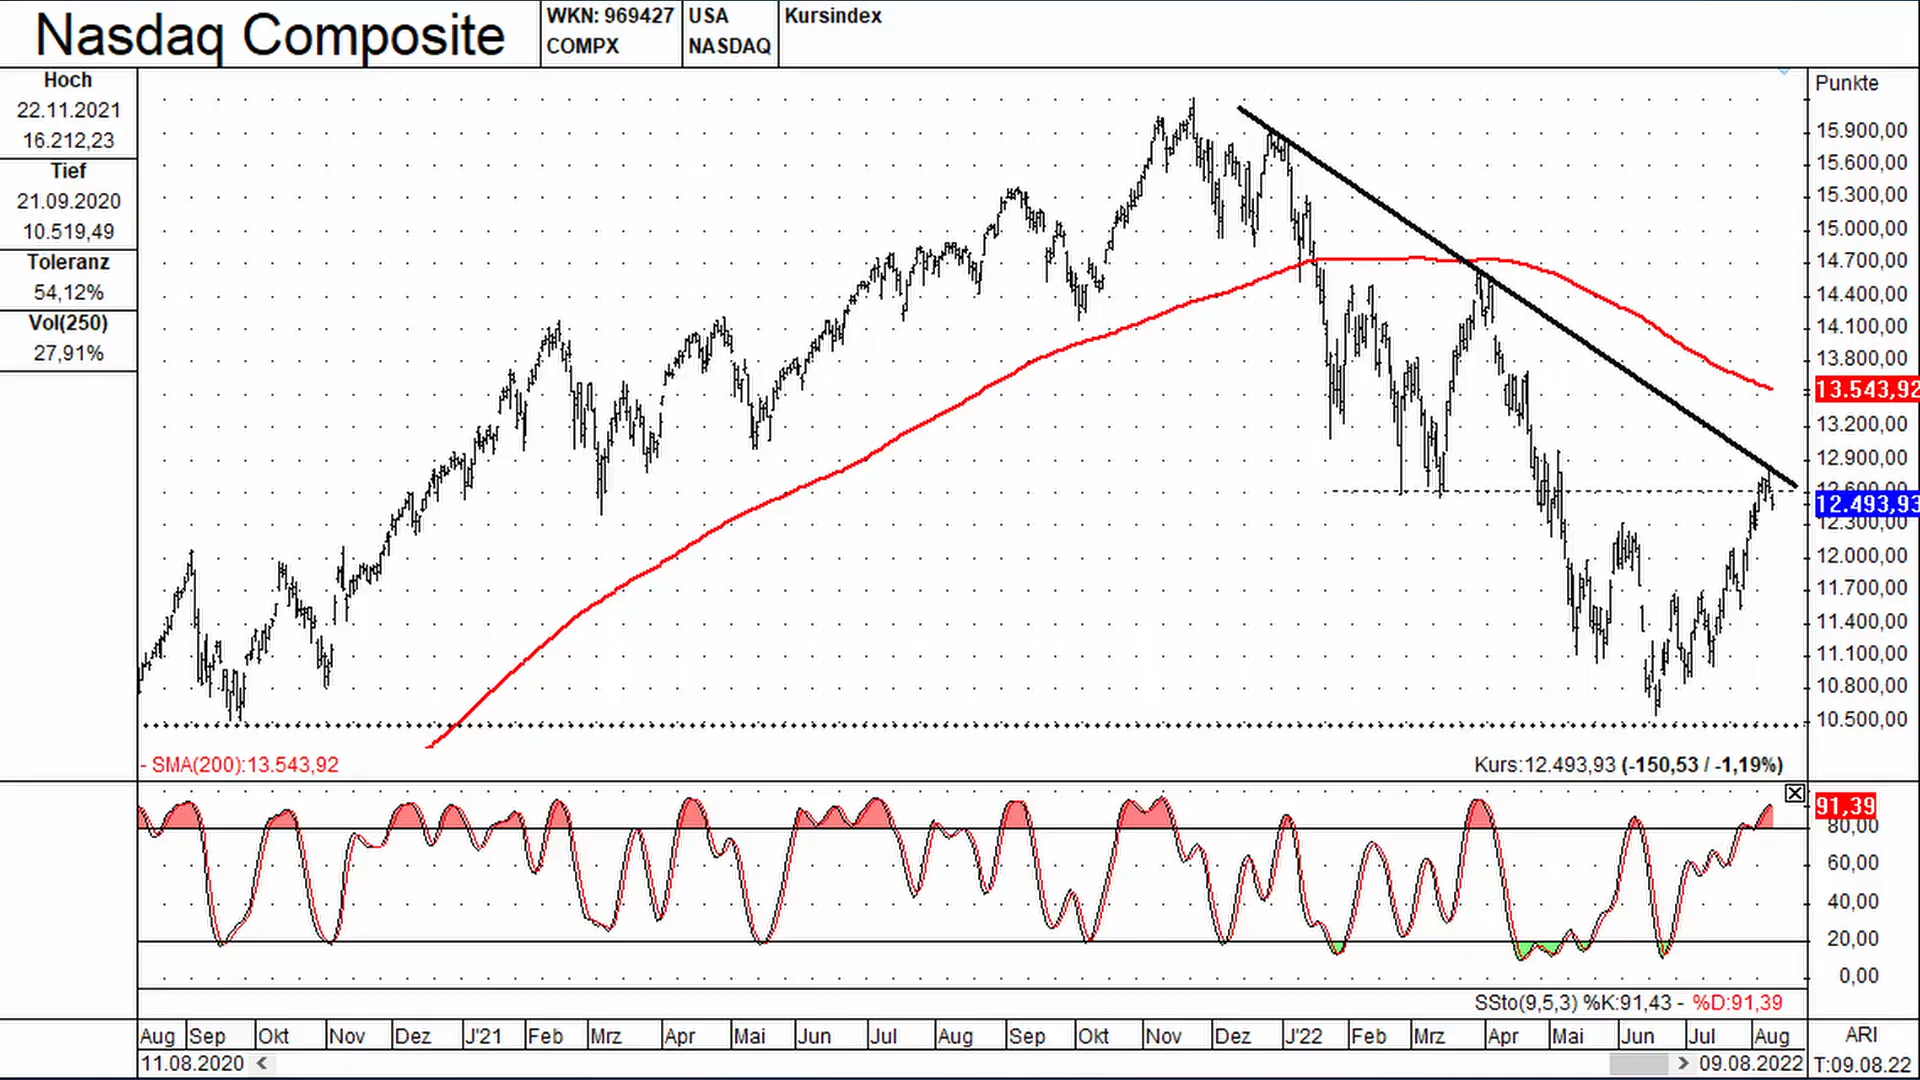 Nasdaq Composite
WKN: 969427
COMPX
USA
NASDAQ
Kursindex
Hoch
22.11.2021
16.212,23
Tief
21.09.2020
10.519,49
Toleranz
54,12%
Vol(250)
27,91%
Punkte
15.900,00
15.600,00
15.300,00
15.000,00
14.700,00
14.400,00
14.100,00
13.800,00
13.543,92
13.200,00
12.900,00
12.600,00
12.493,93
12.300,00
12.000,00
11.700,00
11.400,00
11.100,00
10.800,00
10.500,00
- SMA(200):13.543,92
Kurs:12.493,93 (-150,53 / -1,19%)
91,39
80,00
60,00
40,00
20,00
0,00
SSto(9,5,3) %K:91,43 - %D:91,39
Aug Sep Okt Nov Dez J'21 Feb Mrz Apr Mai Jun Jul Aug Sep Okt Nov Dez J'22 Feb Mrz Apr Mai Jun Jul Aug
ARI
11.08.2020 <
> 09.08.2022
T:09.08.22